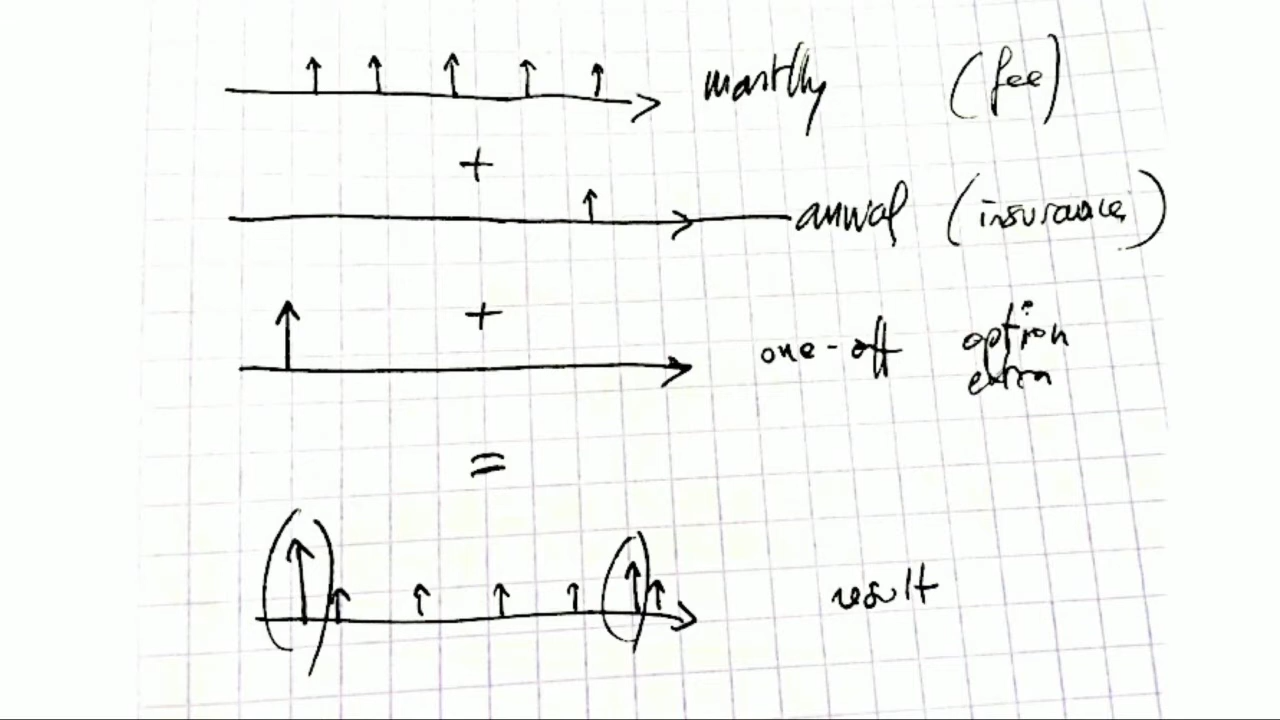 monthly (fee)
+
annual (insurance)
+
one-off option
extra
=
result